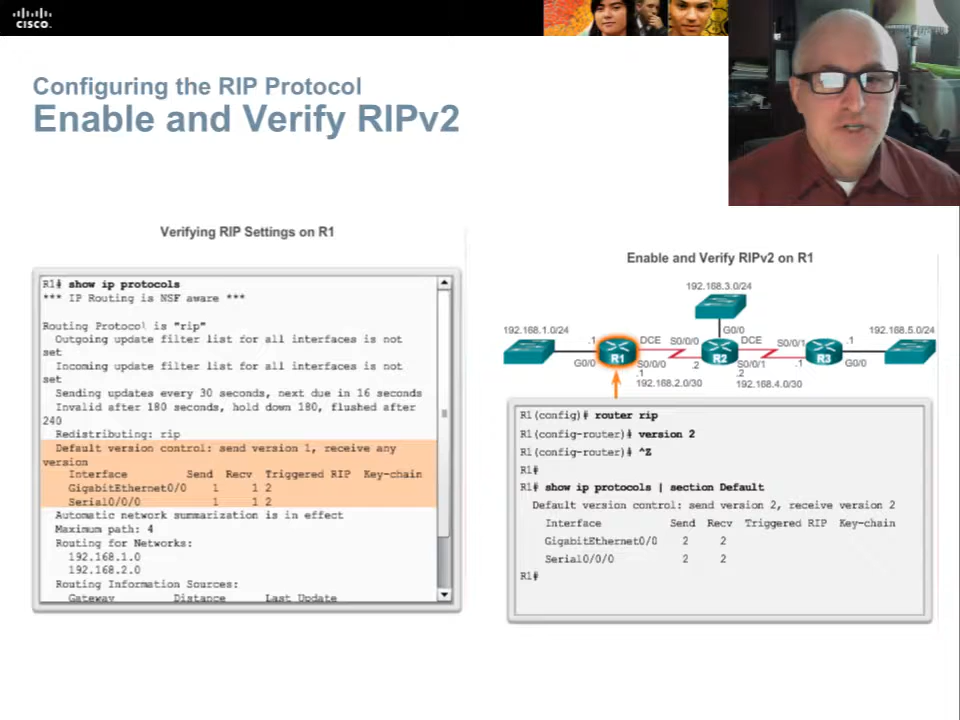 CISCO.
Configuring the RIP Protocol
Enable and Verify RIPv2
Verifying RIP Settings on R1
R1# show ip protocols
*** IP Routing is NSF aware ***
Routing Protocol is "rip"
Outgoing update filter list for all interfaces is not
set
Incoming update filter list for all interfaces is not
set
Sending updates every 30 seconds, next due in 16 seconds
Invalid after 180 seconds, hold down 180, flushed after
240
Redistributing: rip
Default version control: send version 1, receive any
version
Interface Send Recv Triggered RIP Key-chain
GigabitEthernet0/0 1 1 2
Serial0/0/0 1 1 2
Automatic network summarization is in effect
Maximum path: 4
Routing for Networks:
192.168.1.0
192.168.2.0
Routing Information Sources:
Gateway Distance Last Update
Enable and Verify RIPv2 on R1
192.168.3.0/24
G0/0
192.168.1.0/24 .1 DCE S0/0/0 DCE S0/0/1 .1 192.168.5.0/24
R1 R2 R3
G0/0 S0/0/0 .2 S0/0/1 .1 G0/0
.1 .2
192.168.2.0/30 192.168.4.0/30
R1(config)# router rip
R1(config-router)# version 2
R1(config-router)# ^Z
R1#
R1# show ip protocols | section Default
Default version control: send version 2, receive version 2
Interface Send Recv Triggered RIP Key-chain
GigabitEthernet0/0 2 2
Serial0/0/0 2 2
R1#